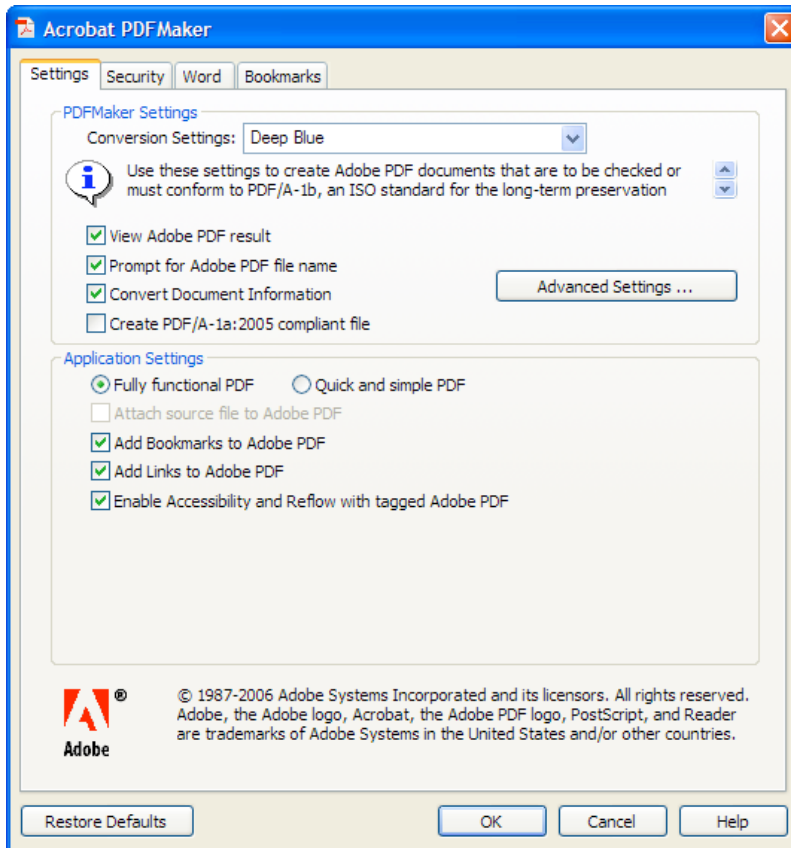 Acrobat PDFMaker
Settings Security Word Bookmarks
PDFMaker Settings
Conversion Settings: Deep Blue
Use these settings to create Adobe PDF documents that are to be checked or
must conform to PDF/A-1b, an ISO standard for the long-term preservation
View Adobe PDF result
Prompt for Adobe PDF file name
Convert Document Information
Advanced Settings ...
Create PDF/A-1a:2005 compliant file
Application Settings
Fully functional PDF Quick and simple PDF
Attach source file to Adobe PDF
Add Bookmarks to Adobe PDF
Add Links to Adobe PDF
Enable Accessibility and Reflow with tagged Adobe PDF
® © 1987-2006 Adobe Systems Incorporated and its licensors. All rights reserved.
Adobe, the Adobe logo, Acrobat, the Adobe PDF logo, PostScript, and Reader
are trademarks of Adobe Systems in the United States and/or other countries.
Adobe
Restore Defaults OK Cancel Help